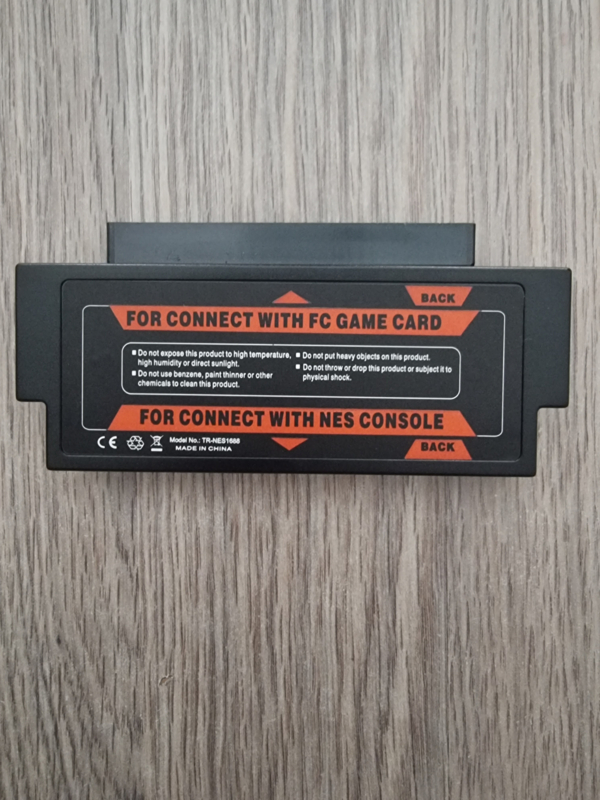 BACK
FOR CONNECT WITH FC GAME CARD
■ Do not expose this product to high temperature, high humidity or direct sunlight.
■ Do not use benzene, paint thinner or other chemicals to clean this product.
■ Do not put heavy objects on this product.
■ Do not throw or drop this product or subject it to physical shock.
FOR CONNECT WITH NES CONSOLE
CE
Model No.: TR-NES1688
MADE IN CHINA
BACK